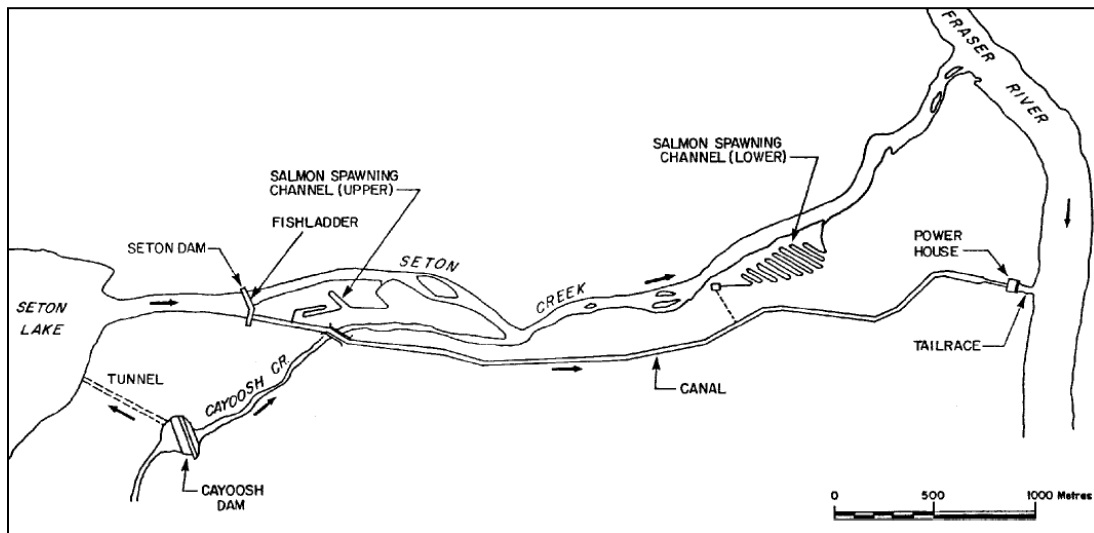 FRASER
RIVER
SALMON SPAWNING
CHANNEL (LOWER)
SALMON SPAWNING
CHANNEL (UPPER)
FISHLADDER
SETON DAM
SETON
CREEK
POWER
HOUSE
SETON
LAKE
TAILRACE
TUNNEL
CAYOOSH CR.
CANAL
CAYOOSH
DAM
0 500 1000 Metres